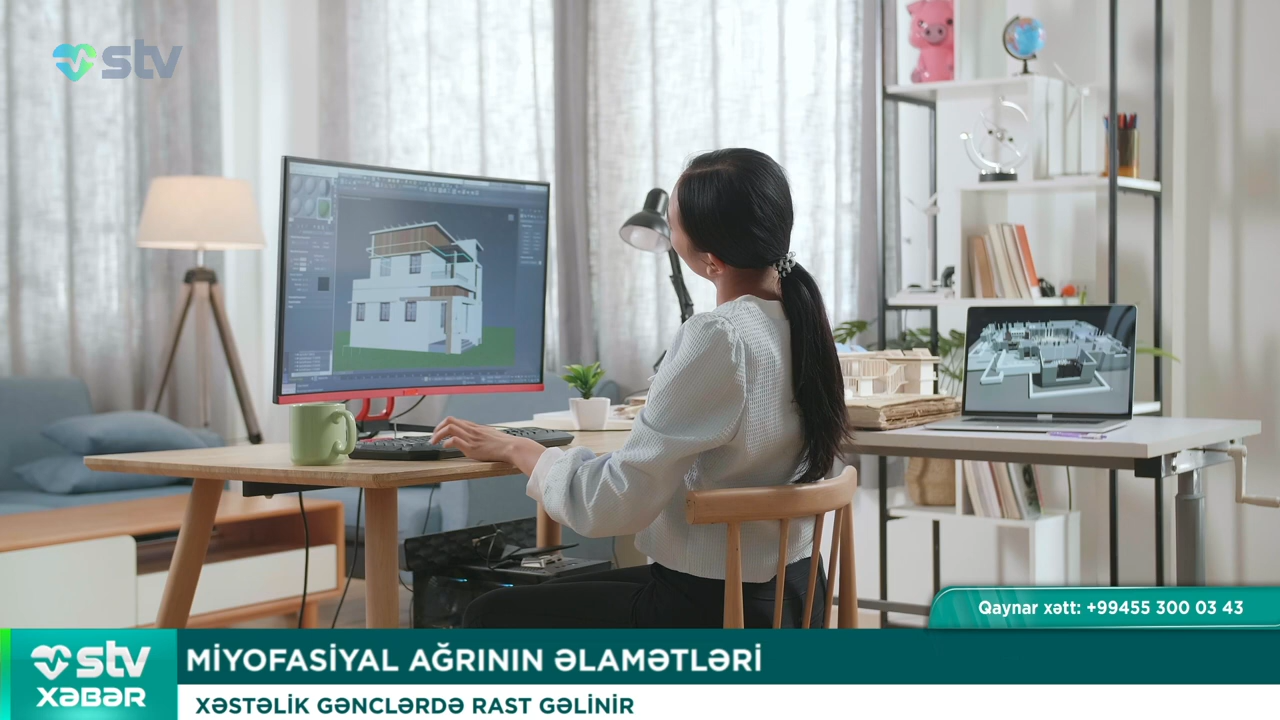 stv
Qaynar xətt: +99455 300 03 43
stv
XƏBƏR
MİYOFASİYAL AĞRININ ƏLAMƏTLƏRİ
XƏSTƏLİK GƏNCLƏRDƏ RAST GƏLİNİR